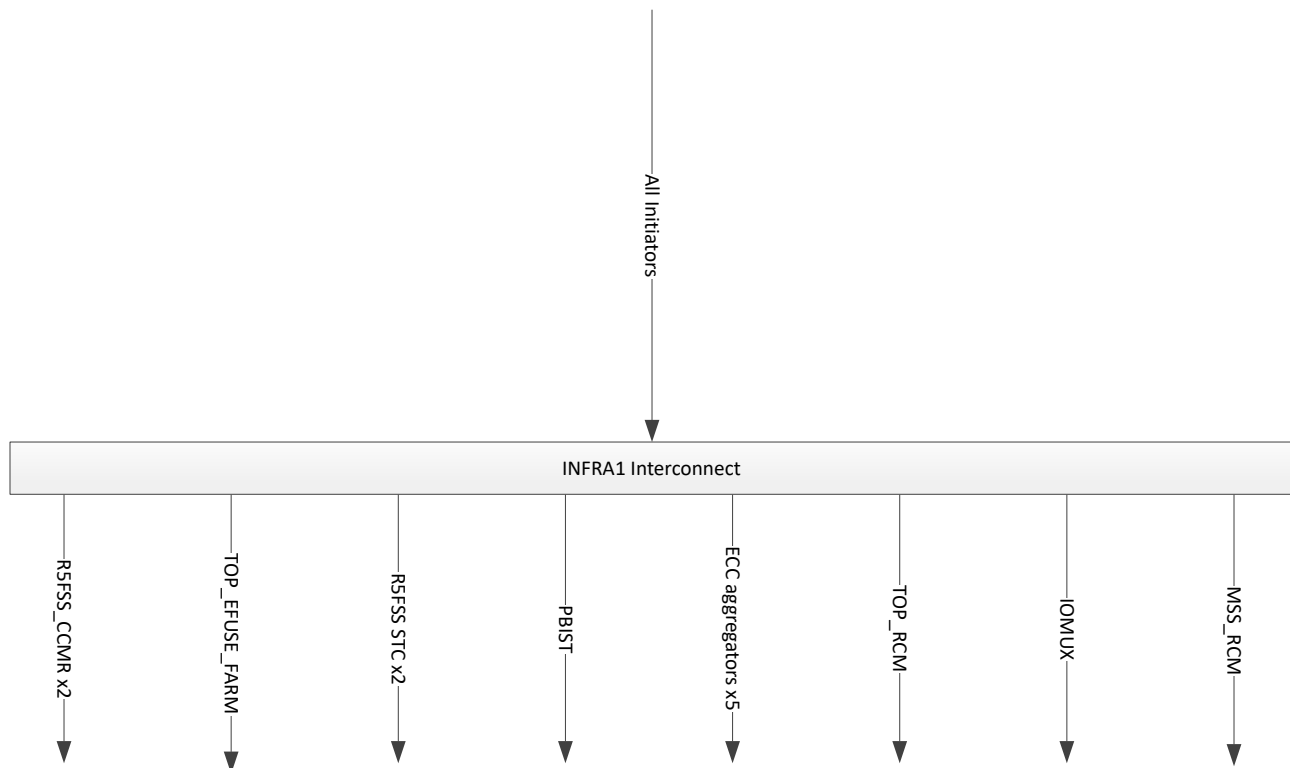 All Initiators
INFRA1 Interconnect
R5FSS_CCMR x2
TOP_EFUSE_FARM
R5FSS STC x2
PBIST
ECC aggregators x5
TOP_RCM
IOMUX
MSS_RCM